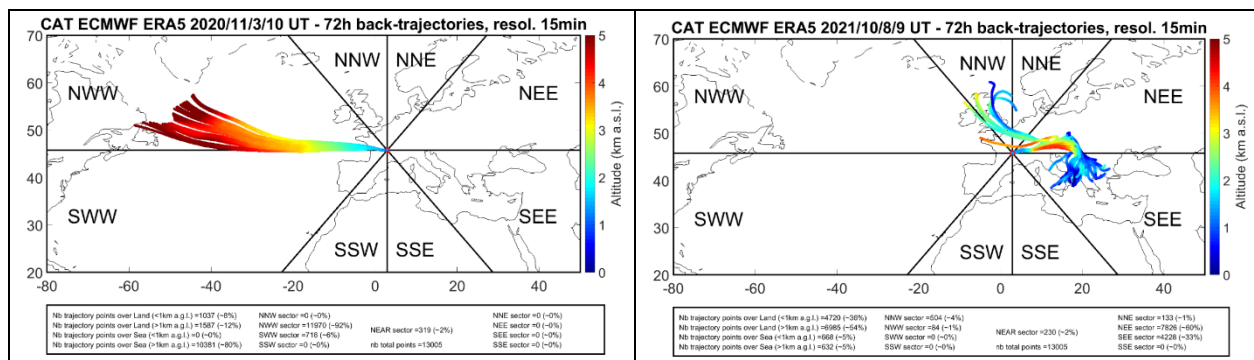 CAT ECMWF ERA5 2020/11/3/10 UT - 72h back-trajectories, resol. 15min
70
60
50
40
30
20
-80 -60 -40 -20 0 20 40
NNW NNE
NWW NEE
SWW SEE
SSW SSE
5
4
3
2
1
0
Altitude (km a.s.l.)
Nb trajectory points over Land (<1km a.g.l.) =1037 (~8%)
Nb trajectory points over Land (>1km a.g.l.) =1587 (~12%)
Nb trajectory points over Sea (<1km a.g.l.) =0 (~0%)
Nb trajectory points over Sea (>1km a.g.l.) =10381 (~80%)
NNW sector =0 (~0%)
NWW sector =11970 (~92%)
SWW sector =716 (~6%)
SSW sector =0 (~0%)
NEAR sector =319 (~2%)
nb total points =13005
NNE sector =0 (~0%)
NEE sector =0 (~0%)
SEE sector =0 (~0%)
SSE sector =0 (~0%)
CAT ECMWF ERA5 2021/10/8/9 UT - 72h back-trajectories, resol. 15min
70
60
50
40
30
20
-80 -60 -40 -20 0 20 40
NNW NNE
NWW NEE
SWW SEE
SSW SSE
5
4
3
2
1
0
Altitude (km a.s.l.)
Nb trajectory points over Land (<1km a.g.l.) =4720 (~36%)
Nb trajectory points over Land (>1km a.g.l.) =6985 (~54%)
Nb trajectory points over Sea (<1km a.g.l.) =668 (~5%)
Nb trajectory points over Sea (>1km a.g.l.) =632 (~5%)
NNW sector =504 (~4%)
NWW sector =84 (~1%)
SWW sector =0 (~0%)
SSW sector =0 (~0%)
NEAR sector =230 (~2%)
nb total points =13005
NNE sector =133 (~1%)
NEE sector =7826 (~60%)
SEE sector =4228 (~33%)
SSE sector =0 (~0%)